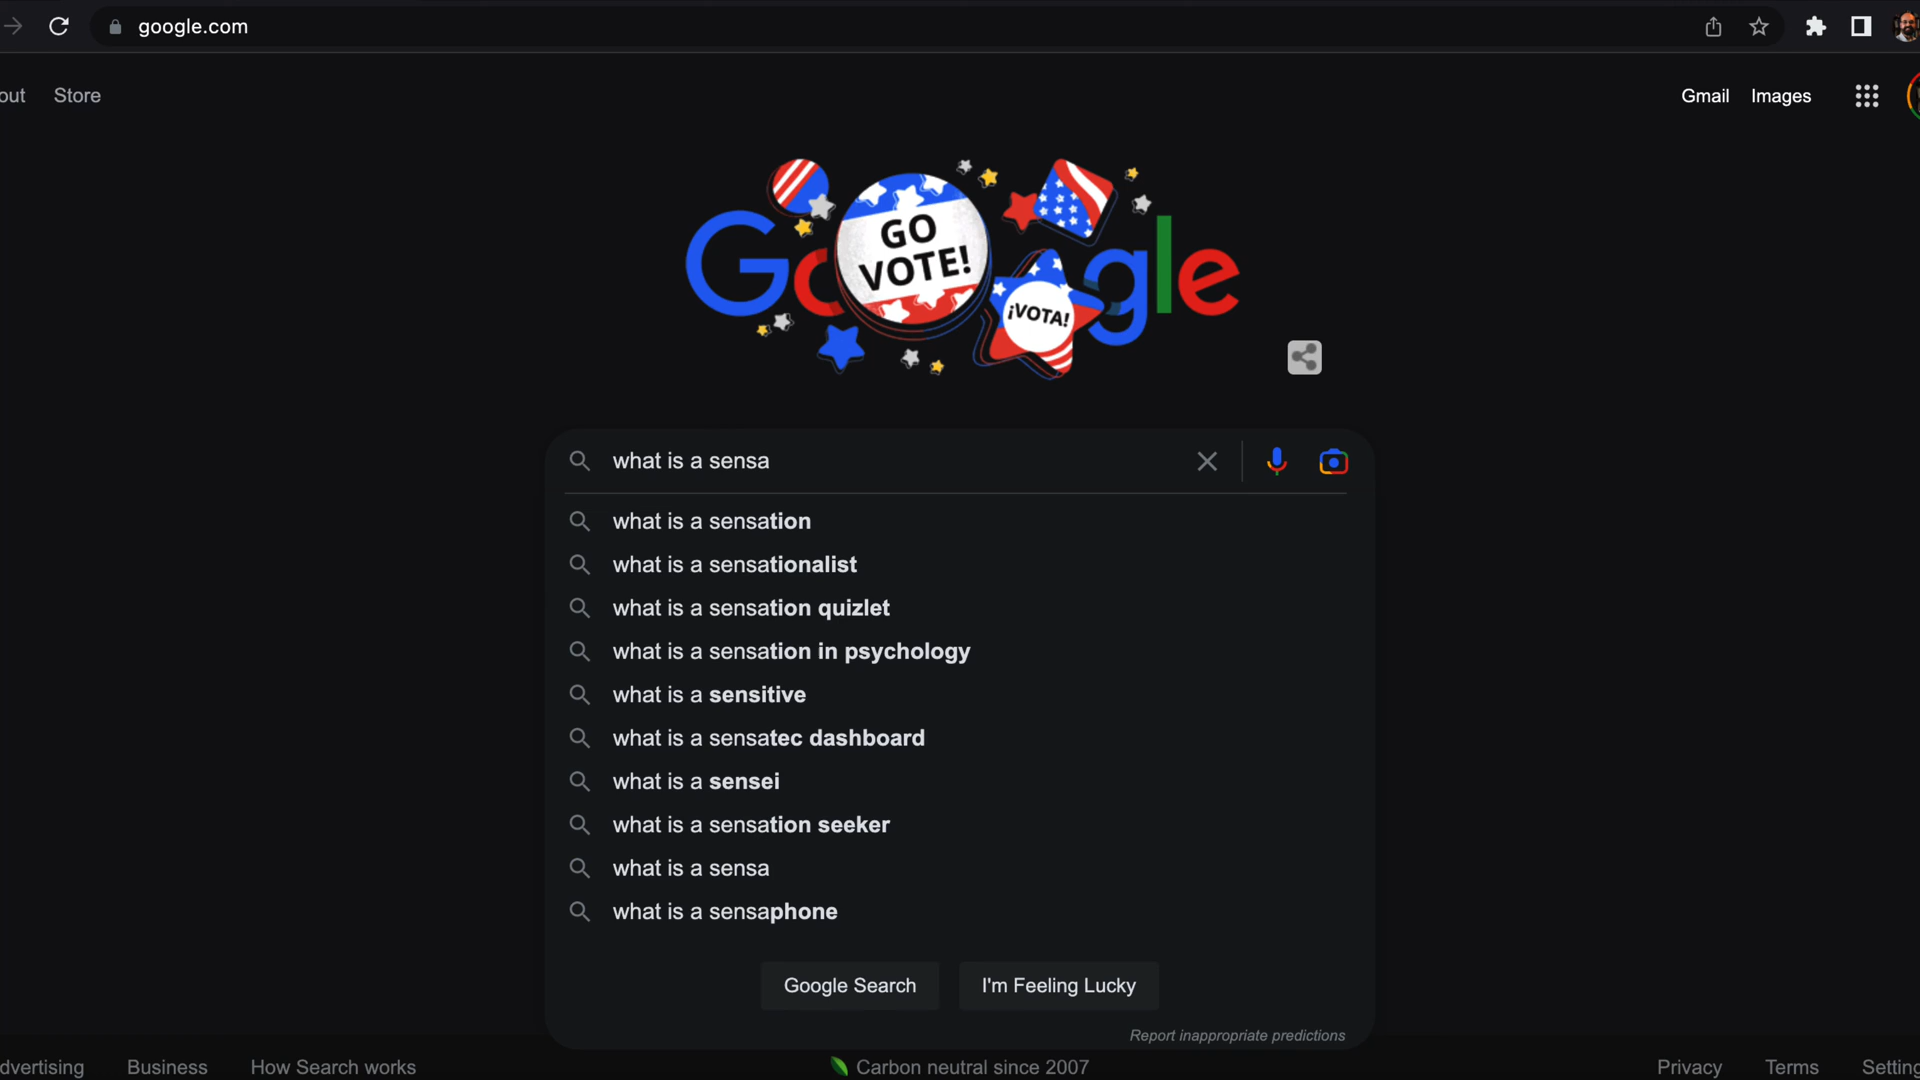 google.com
out Store Gmail Images
Google
GO
VOTE!
¡VOTA!
what is a sensa
what is a sensation
what is a sensationalist
what is a sensation quizlet
what is a sensation in psychology
what is a sensitive
what is a sensatec dashboard
what is a sensei
what is a sensation seeker
what is a sensa
what is a sensaphone
Google Search I'm Feeling Lucky
Report inappropriate predictions
dvertising Business How Search works Carbon neutral since 2007 Privacy Terms Setting